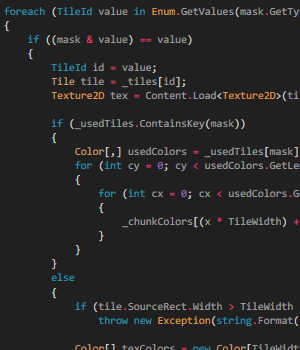 foreach (TileId value in Enum.GetValues(mask.GetTy
{
if ((mask & value) == value)
{
TileId id = value;
Tile tile = _tiles[id];
Texture2D tex = Content.Load<Texture2D>(ti
if (_usedTiles.ContainsKey(mask))
{
Color[,] usedColors = _usedTiles[mask]
for (int cy = 0; cy < usedColors.GetLe
{
for (int cx = 0; cx < usedColors.G
{
_chunkColors[(x * TileWidth) +
}
}
}
else
{
if (tile.SourceRect.Width > TileWidth
throw new Exception(string.Format(
Color[] texColors = new Color[TileWidt